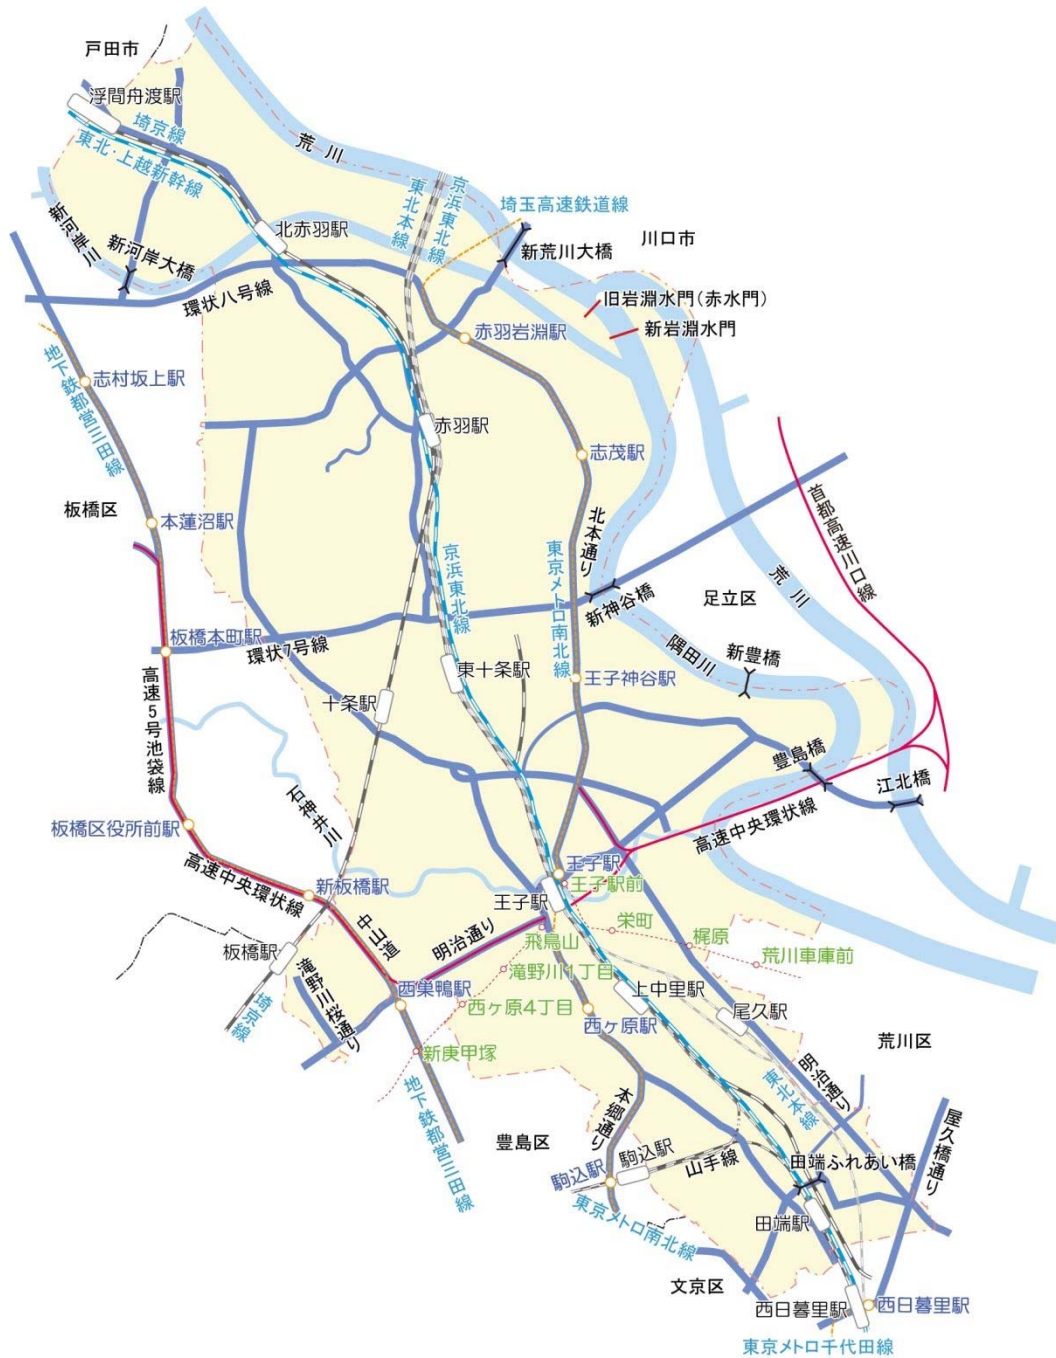 戸田市
浮間舟渡駅
埼京線
東北・上越新幹線
荒川
京浜東北線
東北本線
埼玉高速鉄道線
川口市
北赤羽駅
新河岸川
新河岸大橋
新荒川大橋
環状八号線
旧岩淵水門(赤水門)
新岩淵水門
赤羽岩淵駅
地下鉄都営三田線
志村坂上駅
赤羽駅
志茂駅
首都高速川口線
板橋区
本蓮沼駅
北本通り
京浜東北線
東京メトロ南北線
荒川
足立区
新神谷橋
板橋本町駅
環状7号線
隅田川
新豊橋
東十条駅
王子神谷駅
高速5号池袋線
十条駅
豊島橋
江北橋
石神井川
板橋区役所前駅
高速中央環状線
高速中央環状線
新板橋駅
王子駅
王子駅前
王子駅
中山道
明治通り
飛鳥山
栄町
梶原
荒川車庫前
板橋駅
滝野川桜通り
滝野川1丁目
西巣鴨駅
西ヶ原4丁目
上中里駅
西ヶ原駅
尾久駅
埼京線
新庚申塚
荒川区
明治通り
東北本線
地下鉄都営三田線
本郷通り
豊島区
屋久橋通り
駒込駅
駒込駅
山手線
田端ふれあい橋
東京メトロ南北線
田端駅
文京区
西日暮里駅
西日暮里駅
東京メトロ千代田線